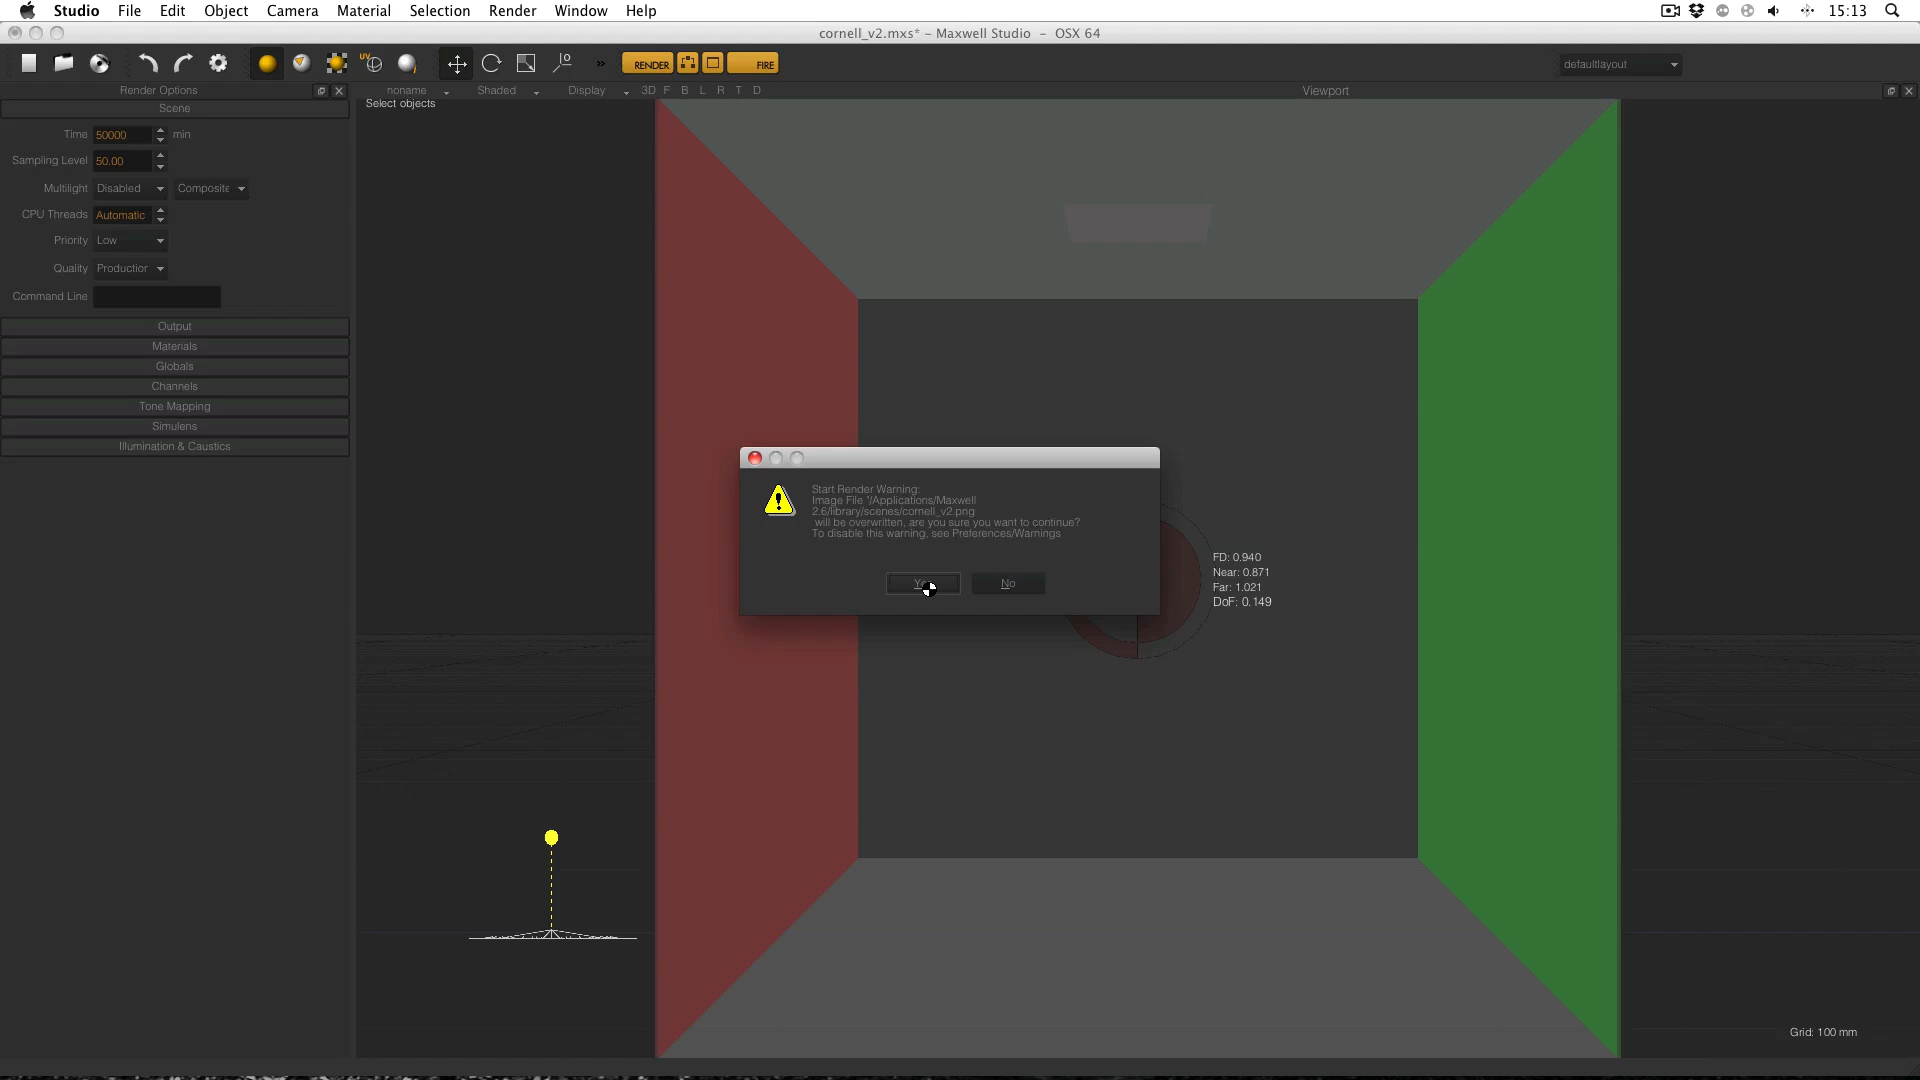 Studio File Edit Object Camera Material Selection Render Window Help 15:13
cornell_v2.mxs* - Maxwell Studio - OSX 64
RENDER FIRE defaultlayout
Render Options noname Shaded Display 3D F B L R T D Viewport
Select objects
Scene
Time 50000 min
Sampling Level 50.00
Multilight Disabled Composite
CPU Threads Automatic
Priority Low
Quality Production
Command Line
Output
Materials
Globals
Channels
Tone Mapping
Simulens
Illumination & Caustics
Start Render Warning:
Image File '/Applications/Maxwell
2.6/library/scenes/cornell_v2.png
will be overwritten, are you sure you want to continue?
To disable this warning, see Preferences/Warnings
No
FD: 0.940
Near: 0.871
Far: 1.021
DoF: 0.149
Grid: 100 mm